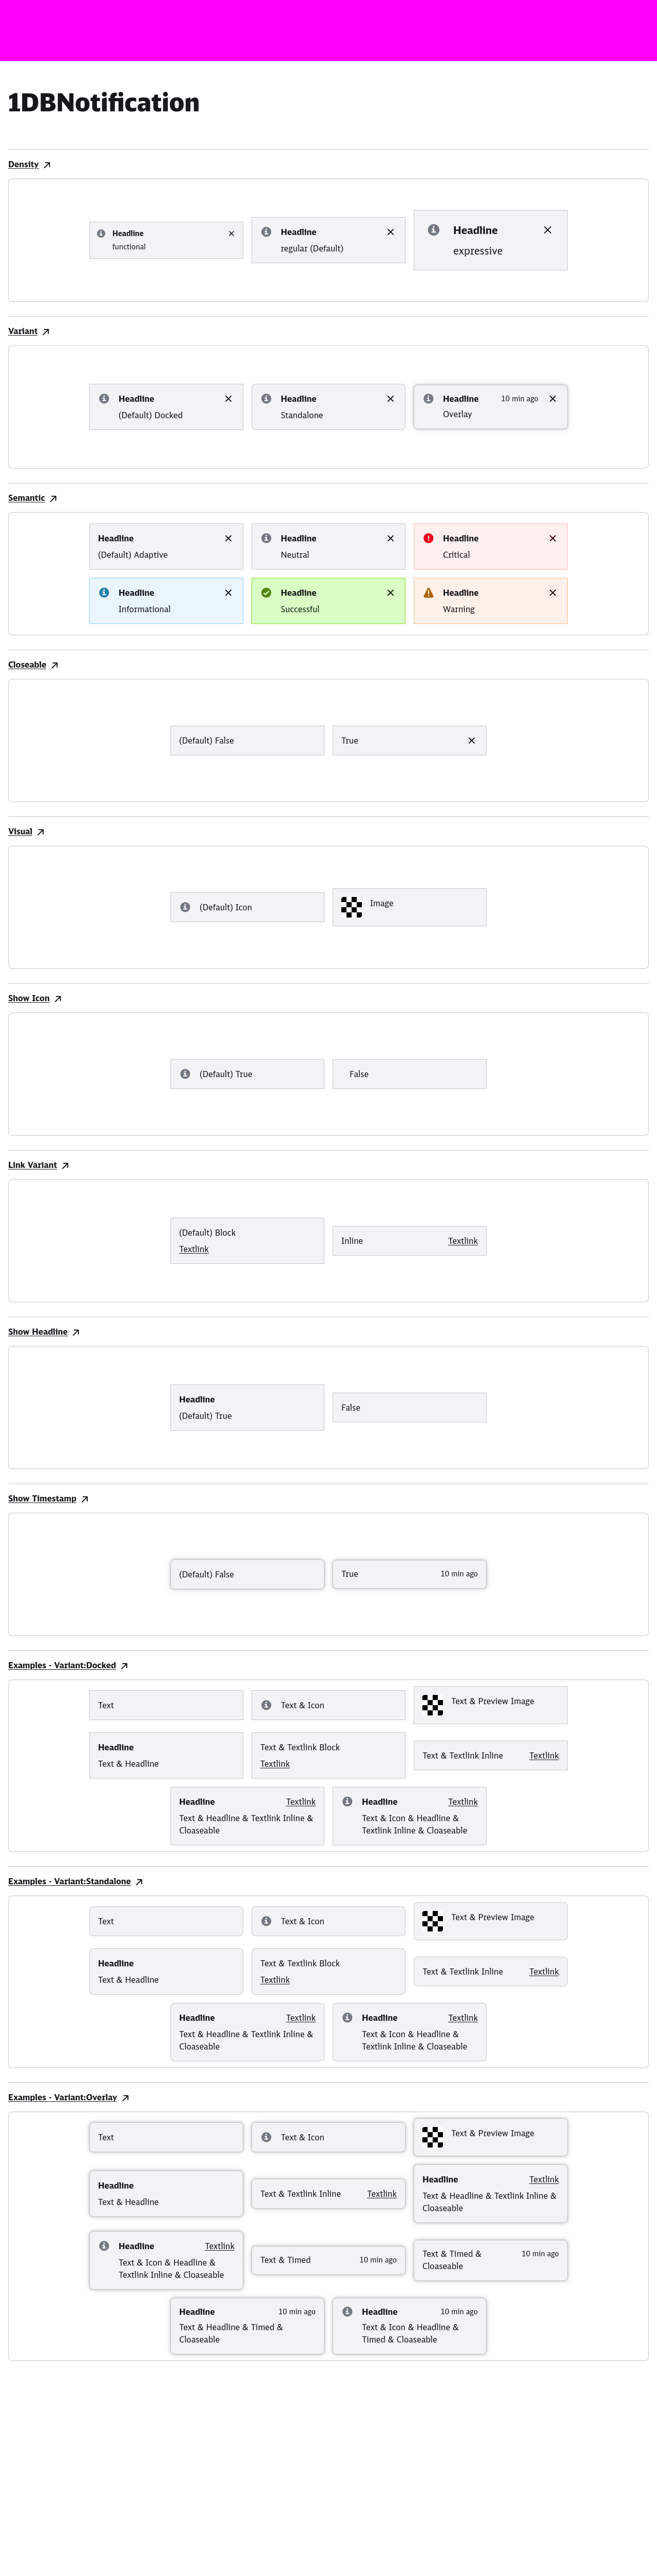 1DBNotification
Density
Headline
functional
Headline
regular (Default)
Headline
expressive
Variant
Headline
(Default) Docked
Headline
Standalone
Headline 10 min ago
Overlay
Semantic
Headline
(Default) Adaptive
Headline
Neutral
Headline
Critical
Headline
Informational
Headline
Successful
Headline
Warning
Closeable
(Default) False
True
Visual
(Default) Icon
Image
Show Icon
(Default) True
False
Link Variant
(Default) Block
Textlink
Inline Textlink
Show Headline
Headline
(Default) True
False
Show Timestamp
(Default) False
True 10 min ago
Examples - Variant:Docked
Text
Text & Icon
Text & Preview Image
Headline
Text & Headline
Text & Textlink Block
Textlink
Text & Textlink Inline Textlink
Headline Textlink
Text & Headline & Textlink Inline &
Cloaseable
Headline Textlink
Text & Icon & Headline &
Textlink Inline & Cloaseable
Examples - Variant:Standalone
Text
Text & Icon
Text & Preview Image
Headline
Text & Headline
Text & Textlink Block
Textlink
Text & Textlink Inline Textlink
Headline Textlink
Text & Headline & Textlink Inline &
Cloaseable
Headline Textlink
Text & Icon & Headline &
Textlink Inline & Cloaseable
Examples - Variant:Overlay
Text
Text & Icon
Text & Preview Image
Headline
Text & Headline
Text & Textlink Inline Textlink
Headline Textlink
Text & Headline & Textlink Inline &
Cloaseable
Headline Textlink
Text & Icon & Headline &
Textlink Inline & Cloaseable
Text & Timed 10 min ago
Text & Timed & 10 min ago
Cloaseable
Headline 10 min ago
Text & Headline & Timed &
Cloaseable
Headline 10 min ago
Text & Icon & Headline &
Timed & Cloaseable